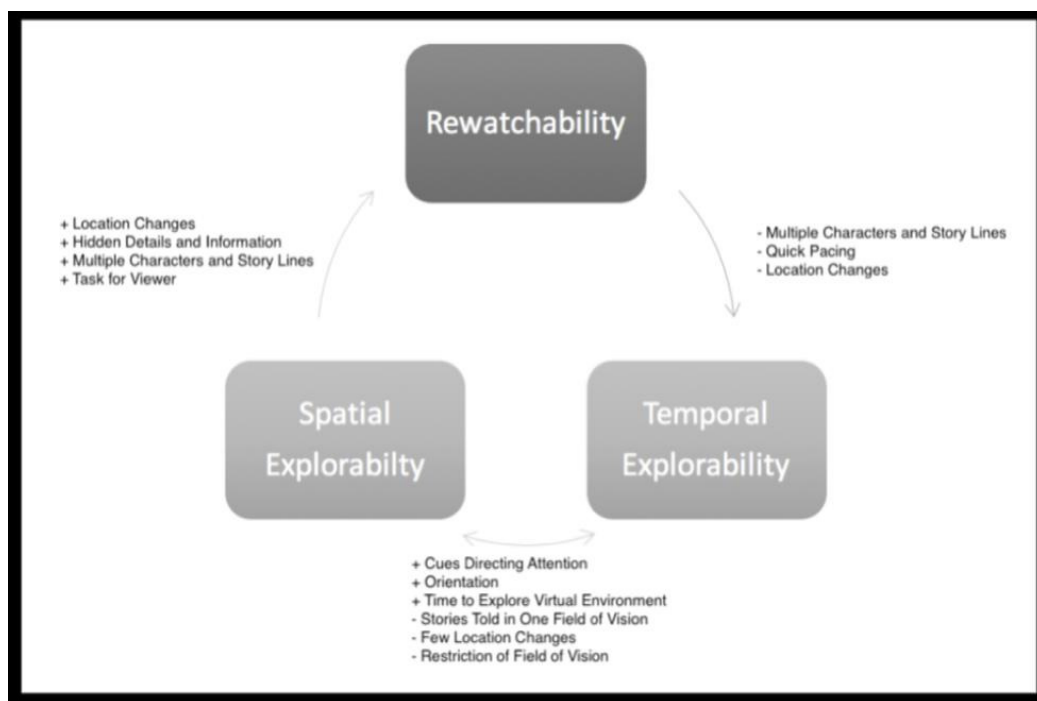 Rewatchability
+ Location Changes
+ Hidden Details and Information
+ Multiple Characters and Story Lines
+ Task for Viewer
- Multiple Characters and Story Lines
- Quick Pacing
- Location Changes
Spatial
Explorabilty
Temporal
Explorability
+ Cues Directing Attention
+ Orientation
+ Time to Explore Virtual Environment
- Stories Told in One Field of Vision
- Few Location Changes
- Restriction of Field of Vision